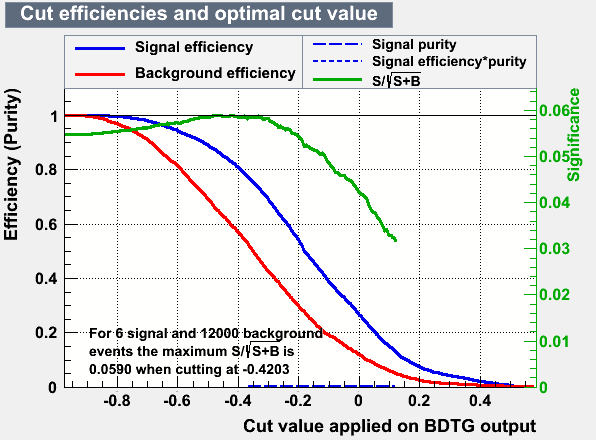 Cut efficiencies and optimal cut value
Signal efficiency
Background efficiency
Signal purity
Signal efficiency*purity
S/√S+B
Efficiency (Purity)
1
0.8
0.6
0.4
0.2
0
0.06
0.05
0.04
0.03
0.02
0.01
0
Significance
For 6 signal and 12000 background
events the maximum S/√S+B is
0.0590 when cutting at -0.4203
-0.8 -0.6 -0.4 -0.2 0 0.2 0.4
Cut value applied on BDTG output